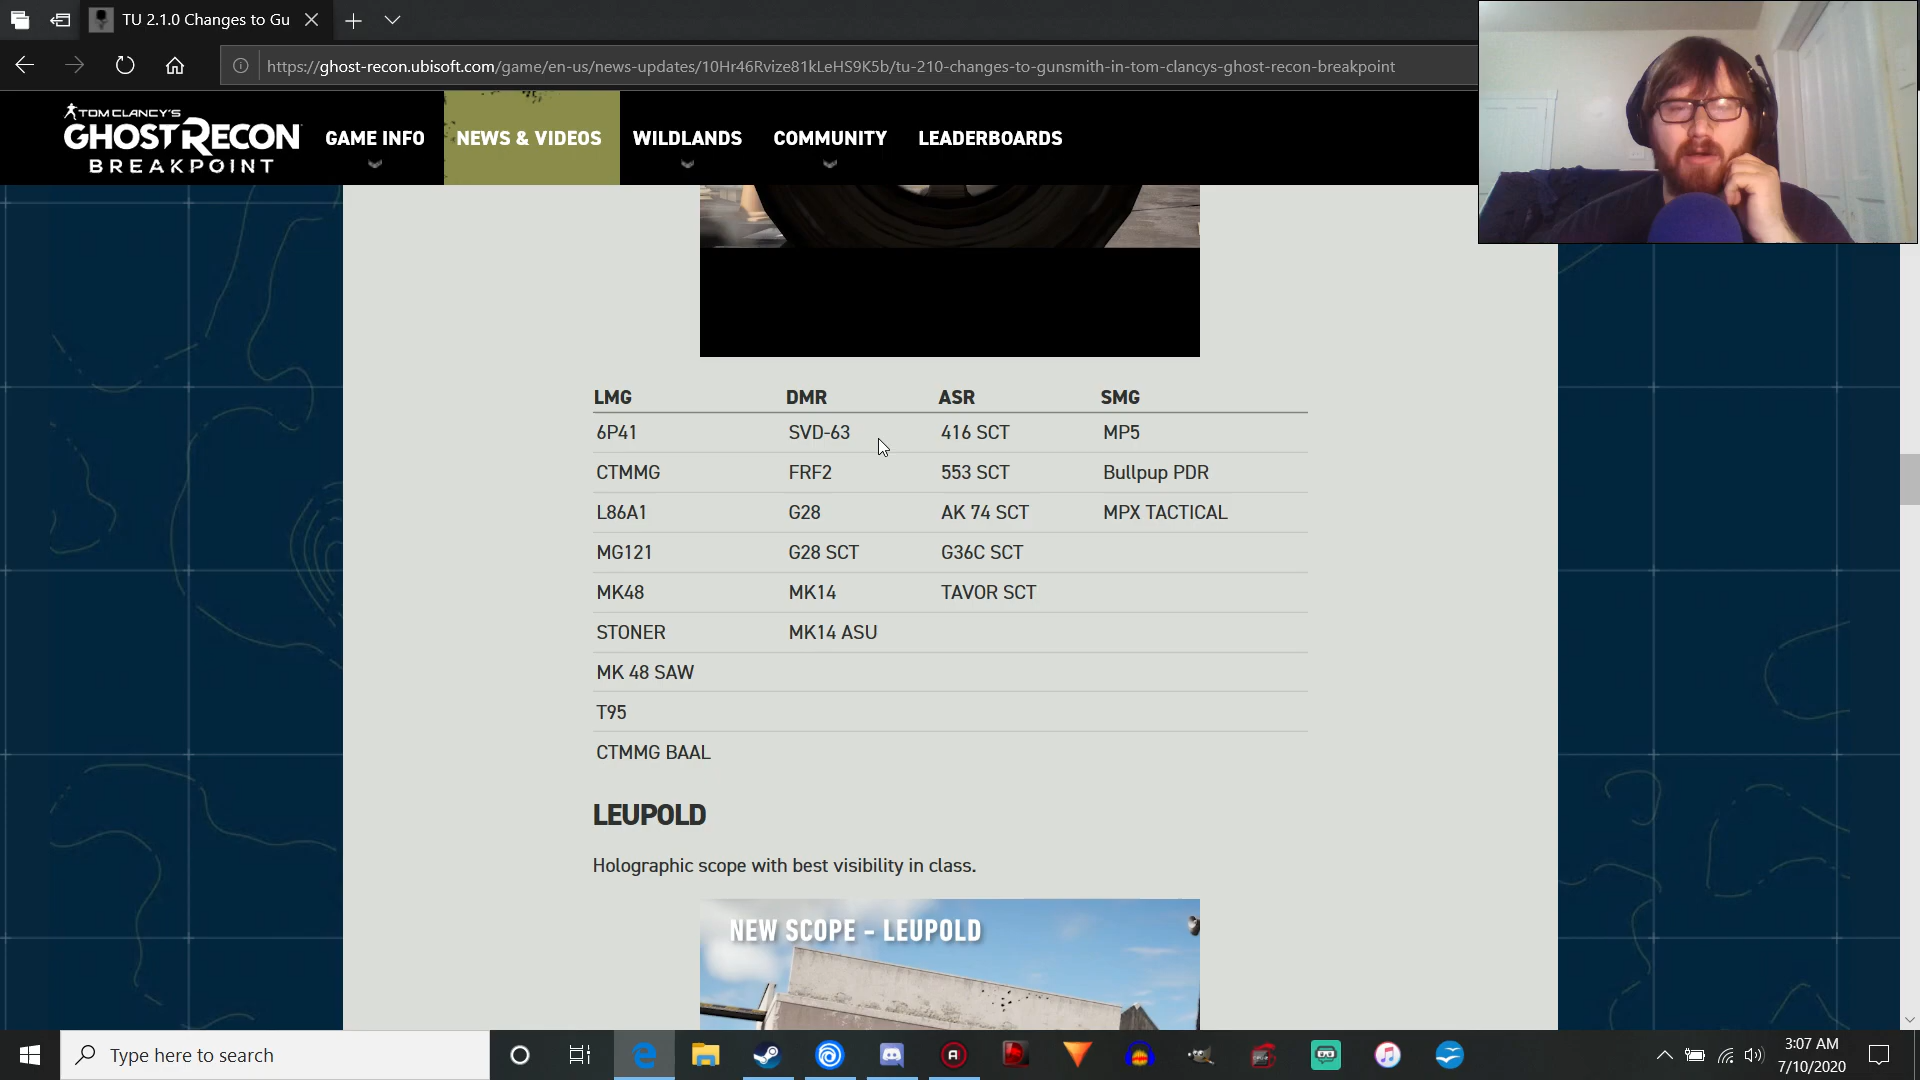 TU 2.1.0 Changes to Gu
https://ghost-recon.ubisoft.com/game/en-us/news-updates/10Hr46Rvize81kLeHS9K5b/tu-210-changes-to-gunsmith-in-tom-clancys-ghost-recon-breakpoint
TOM CLANCY'S
GHOST RECON
BREAKPOINT
GAME INFO NEWS & VIDEOS WILDLANDS COMMUNITY LEADERBOARDS
LMG DMR ASR SMG
6P41 SVD-63 416 SCT MP5
CTMMG FRF2 553 SCT Bullpup PDR
L86A1 G28 AK 74 SCT MPX TACTICAL
MG121 G28 SCT G36C SCT
MK48 MK14 TAVOR SCT
STONER MK14 ASU
MK 48 SAW
T95
CTMMG BAAL
LEUPOLD
Holographic scope with best visibility in class.
NEW SCOPE – LEUPOLD
Type here to search
3:07 AM
7/10/2020